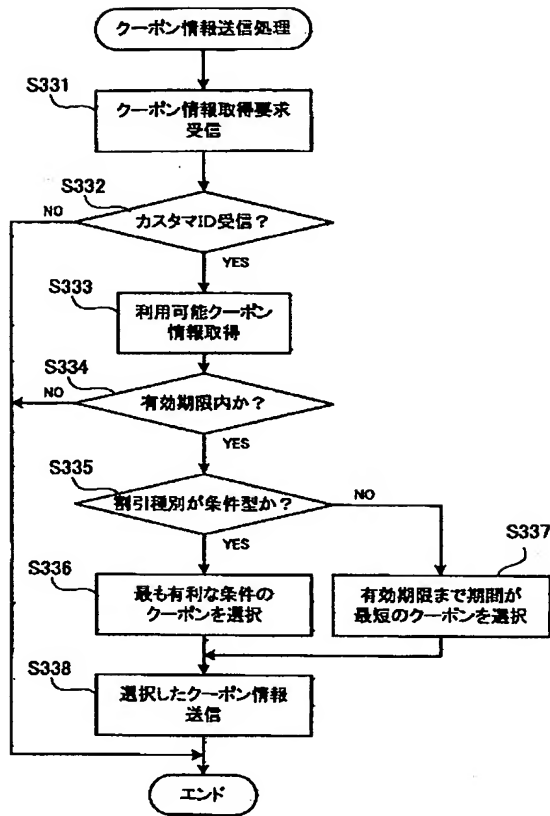 クーポン情報送信処理
S331
クーポン情報取得要求
受信
S332
カスタマID受信？
NO
YES
S333
利用可能クーポン
情報取得
S334
有効期限内か？
NO
YES
S335
割引種別が条件型か？
NO
YES
S336
最も有利な条件の
クーポンを選択
S337
有効期限まで期間が
最短のクーポンを選択
S338
選択したクーポン情報
送信
エンド